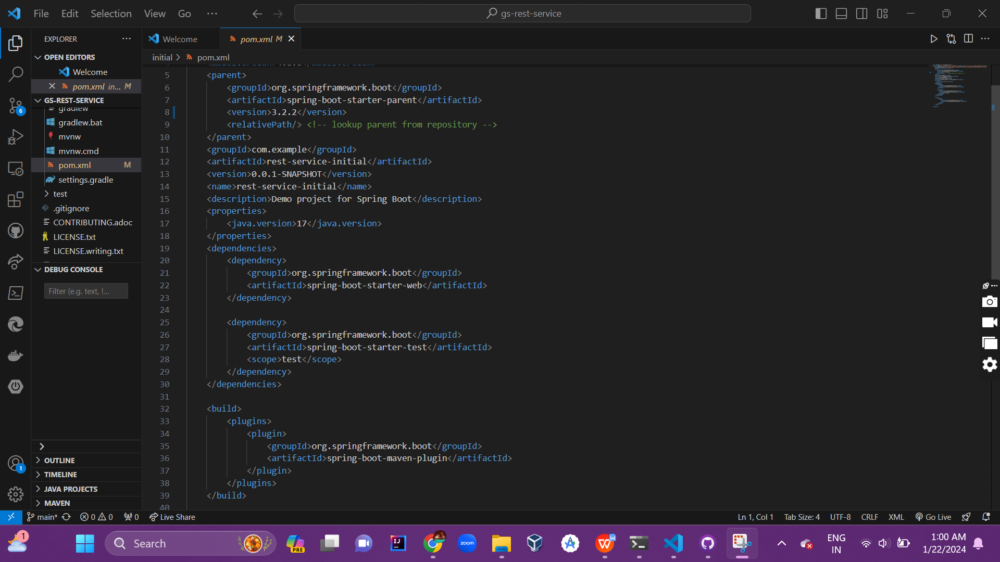 File Edit Selection View Go ···
gs-rest-service
EXPLORER
OPEN EDITORS
Welcome
pom.xml in... M
GS-REST-SERVICE
gradlew
gradlew.bat
mvnw
mvnw.cmd
pom.xml M
settings.gradle
test
.gitignore
CONTRIBUTING.adoc
LICENSE.txt
LICENSE.writing.txt
DEBUG CONSOLE
Filter (e.g. text, !...
OUTLINE
TIMELINE
JAVA PROJECTS
MAVEN
6
1
Welcome
pom.xml M
initial > pom.xml
5 <parent>
6 <groupId>org.springframework.boot</groupId>
7 <artifactId>spring-boot-starter-parent</artifactId>
8 <version>3.2.2</version>
9 <relativePath/> <!-- lookup parent from repository -->
10 </parent>
11 <groupId>com.example</groupId>
12 <artifactId>rest-service-initial</artifactId>
13 <version>0.0.1-SNAPSHOT</version>
14 <name>rest-service-initial</name>
15 <description>Demo project for Spring Boot</description>
16 <properties>
17 <java.version>17</java.version>
18 </properties>
19 <dependencies>
20 <dependency>
21 <groupId>org.springframework.boot</groupId>
22 <artifactId>spring-boot-starter-web</artifactId>
23 </dependency>
24
25 <dependency>
26 <groupId>org.springframework.boot</groupId>
27 <artifactId>spring-boot-starter-test</artifactId>
28 <scope>test</scope>
29 </dependency>
30 </dependencies>
31
32 <build>
33 <plugins>
34 <plugin>
35 <groupId>org.springframework.boot</groupId>
36 <artifactId>spring-boot-maven-plugin</artifactId>
37 </plugin>
38 </plugins>
39 </build>
40
main* 0 0 0 Live Share
Ln 1, Col 1 Tab Size: 4 UTF-8 CRLF XML Go Live
1
Search
PRE
IJ
zoom
W
ENG
IN
1:00 AM
1/22/2024